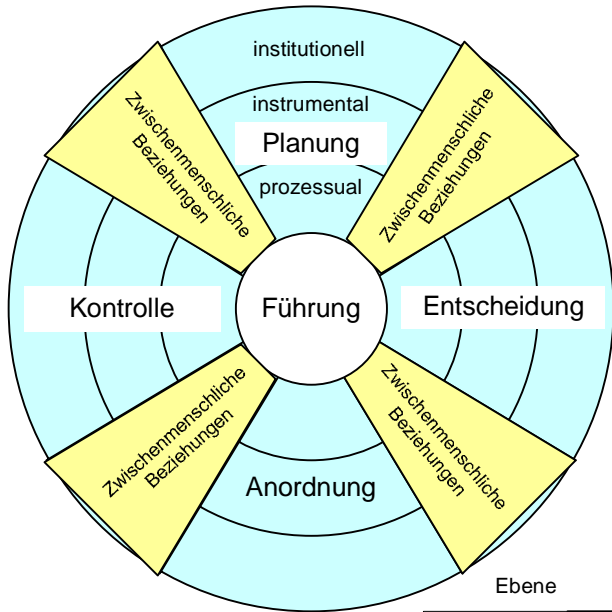 institutionell
instrumental
Planung
prozessual
Zwischenmenschliche
Beziehungen
Zwischenmenschliche
Beziehungen
Kontrolle
Führung
Entscheidung
Zwischenmenschliche
Beziehungen
Anordnung
Zwischenmenschliche
Beziehungen
Ebene